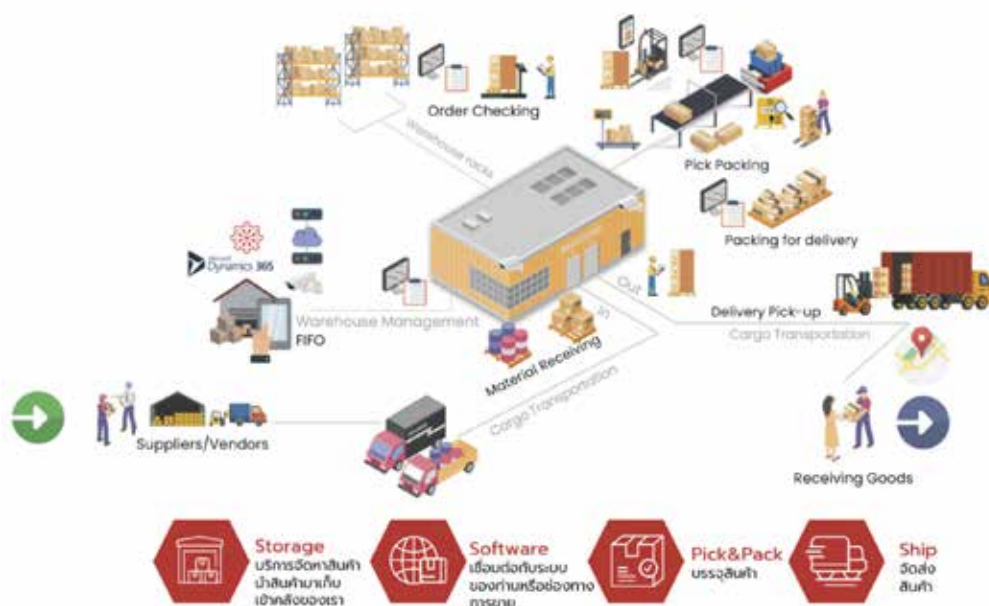 Order Checking
Warehouse racks
Pick Packing
Packing for delivery
Microsoft
Dynamics 365
Warehouse Management
FIFO
Out
In
Delivery Pick-up
Cargo Transportation
Material Receiving
Cargo Transportation
Suppliers/Vendors
Receiving Goods
Storage
บริการจัดหาสินค้า
นำสินค้ามาเก็บ
เข้าคลังของเรา
Software
เชื่อมต่อกับระบบ
ของท่านหรือช่องทาง
การขาย
Pick&Pack
บรรจุสินค้า
Ship
จัดส่ง
สินค้า